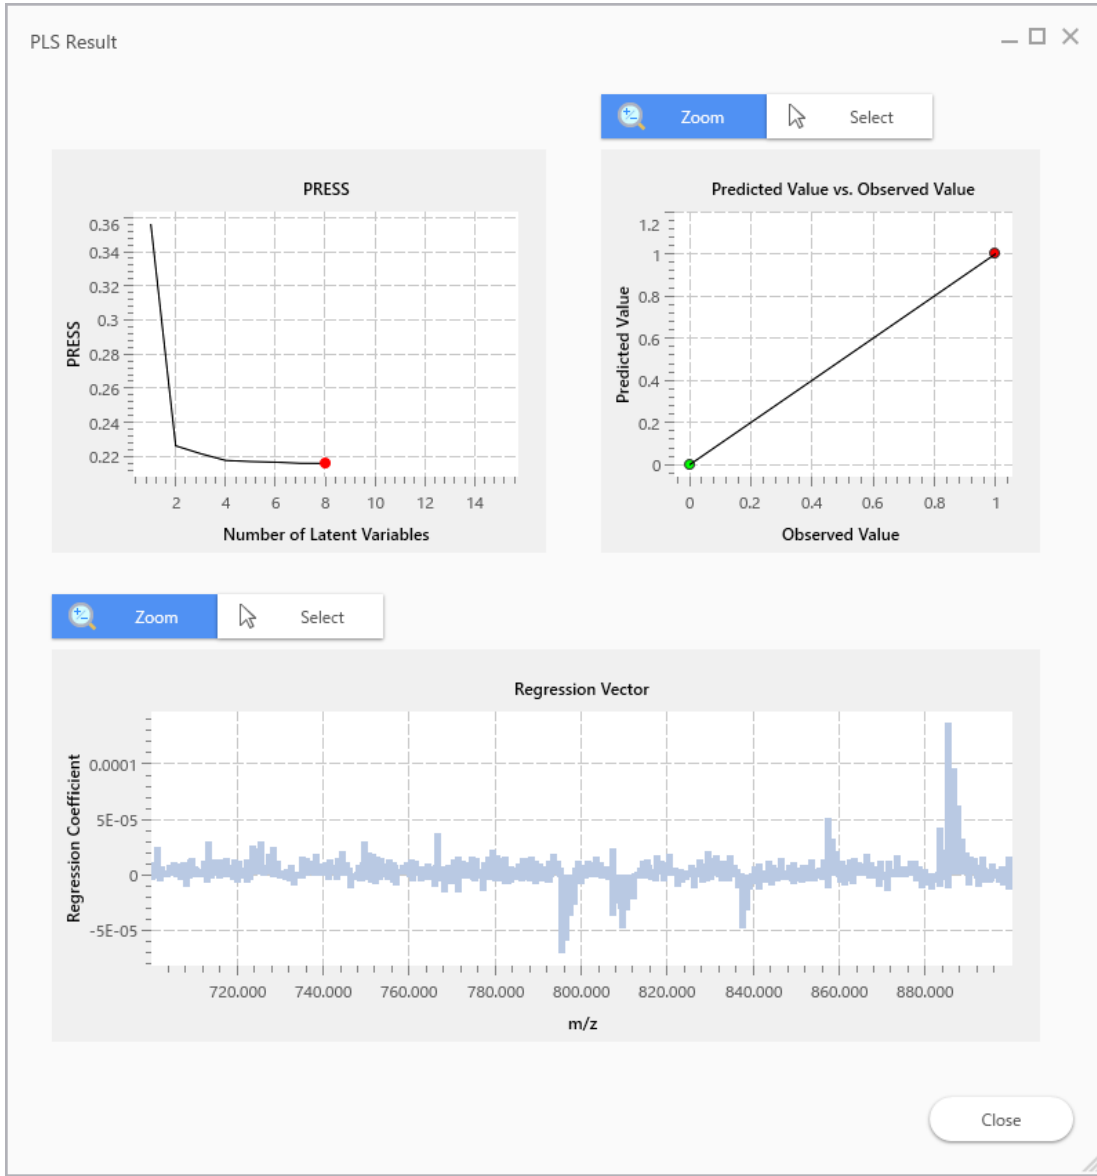 PLS Result
Zoom Select
PRESS
0.36
0.34
0.32
0.3
0.28
0.26
0.24
0.22
PRESS
2 4 6 8 10 12 14
Number of Latent Variables
Predicted Value vs. Observed Value
1.2
1
0.8
0.6
0.4
0.2
0
Predicted Value
0 0.2 0.4 0.6 0.8 1
Observed Value
Zoom Select
Regression Vector
0.0001
5E-05
0
-5E-05
Regression Coefficient
720.000 740.000 760.000 780.000 800.000 820.000 840.000 860.000 880.000
m/z
Close